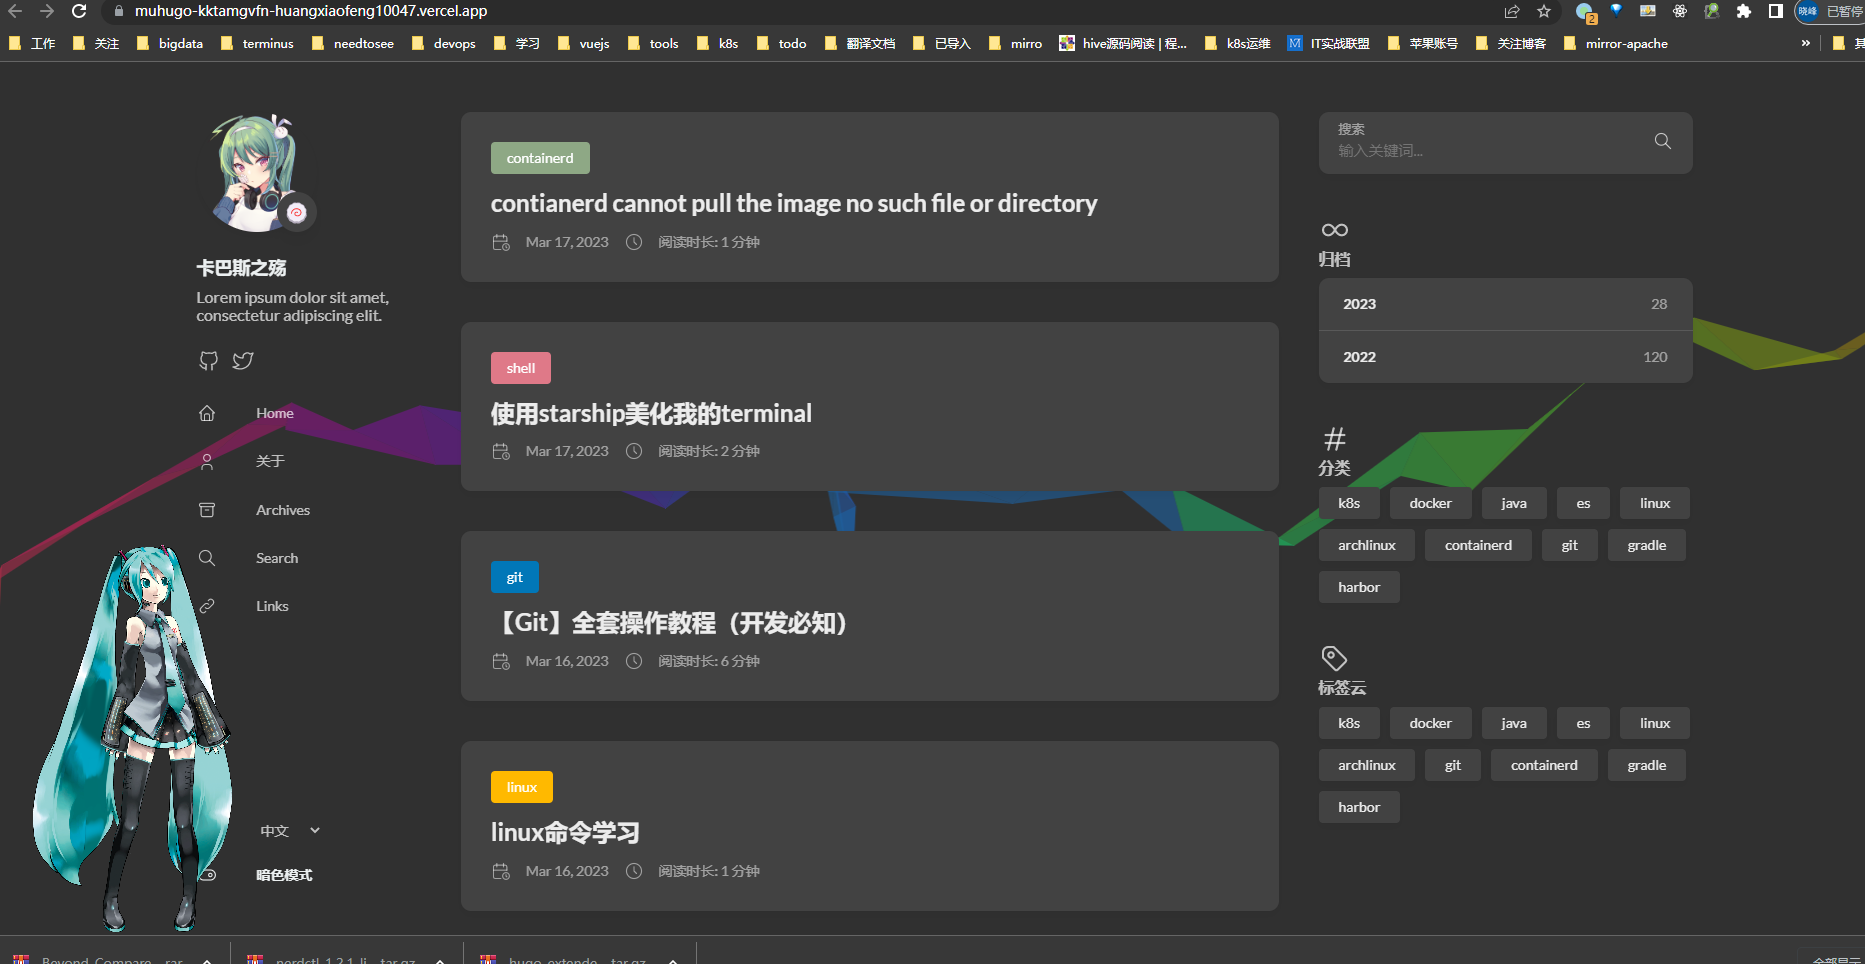 muhugo-kktamgvfn-huangxiaofeng10047.vercel.app
2
晓峰
已暂停
工作
关注
bigdata
terminus
needtosee
devops
学习
vuejs
tools
k8s
todo
翻译文档
已导入
mirro
hive源码阅读 | 程...
k8s运维
IT实战联盟
苹果账号
关注博客
mirror-apache
»
卡巴斯之殇
Lorem ipsum dolor sit amet,
consectetur adipiscing elit.
Home
关于
Archives
Search
Links
中文
暗色模式
containerd
contianerd cannot pull the image no such file or directory
Mar 17, 2023
阅读时长: 1 分钟
shell
使用starship美化我的terminal
Mar 17, 2023
阅读时长: 2 分钟
git
【Git】全套操作教程（开发必知）
Mar 16, 2023
阅读时长: 6 分钟
linux
linux命令学习
Mar 16, 2023
阅读时长: 1 分钟
搜索
输入关键词...
归档
2023 28
2022 120
分类
k8s docker java es linux
archlinux containerd git gradle
harbor
标签云
k8s docker java es linux
archlinux git containerd gradle
harbor
Beyond_Compare....rar
nerdctl-1.2.1-li....tar.gz
hugo_extende....tar.gz
全部显示